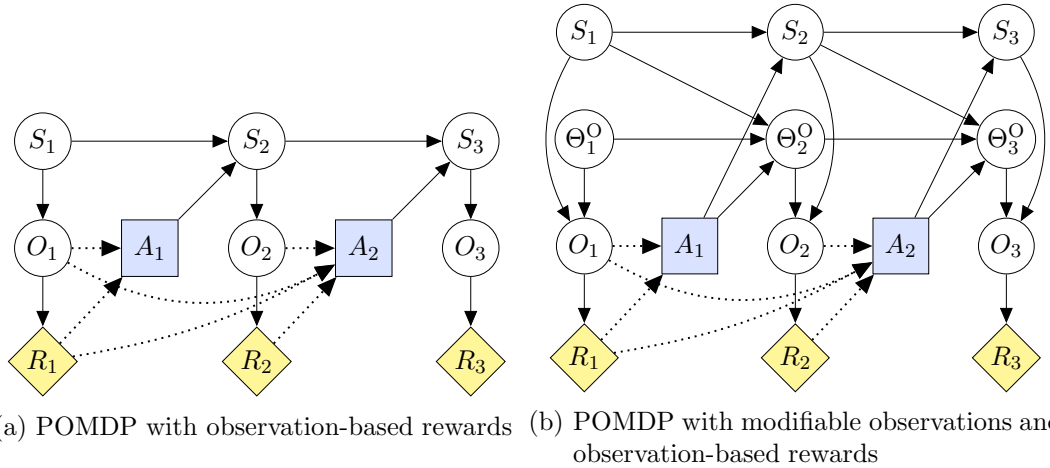 S₁ S₂ S₃
O₁ A₁ O₂ A₂ O₃
R₁ R₂ R₃
a) POMDP with observation-based rewards
S₁ S₂ S₃
Θ₁ᴼ Θ₂ᴼ Θ₃ᴼ
O₁ A₁ O₂ A₂ O₃
R₁ R₂ R₃
(b) POMDP with modifiable observations an
observation-based rewards